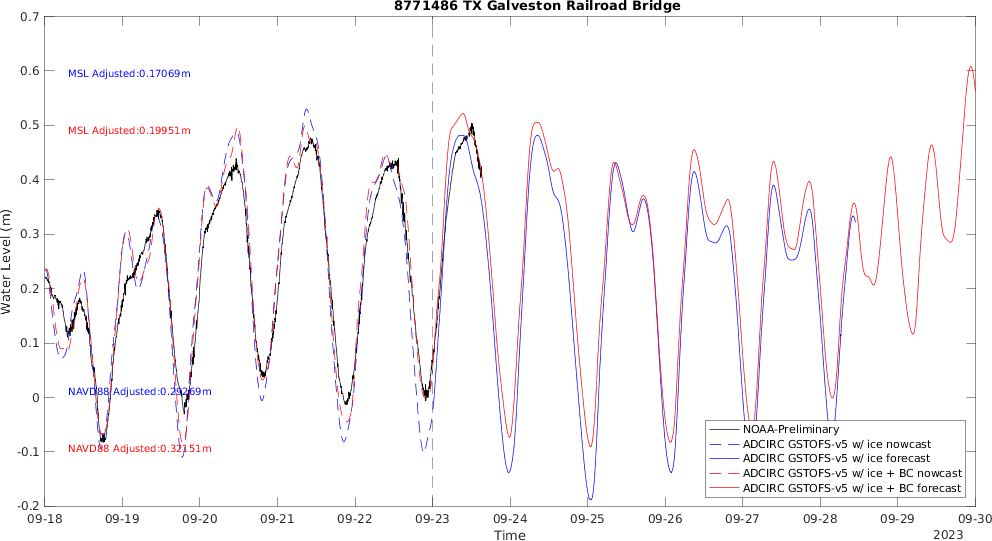 8771486 TX Galveston Railroad Bridge
Water Level (m)
0.7
0.6
0.5
0.4
0.3
0.2
0.1
0
-0.1
-0.2
MSL Adjusted:0.17069m
MSL Adjusted:0.19951m
NAVD88 Adjusted:0.29269m
NAVD88 Adjusted:0.32151m
NOAA-Preliminary
ADCIRC GSTOFS-v5 w/ ice nowcast
ADCIRC GSTOFS-v5 w/ ice forecast
ADCIRC GSTOFS-v5 w/ ice + BC nowcast
ADCIRC GSTOFS-v5 w/ ice + BC forecast
09-18 09-19 09-20 09-21 09-22 09-23 09-24 09-25 09-26 09-27 09-28 09-29 09-30
Time
2023